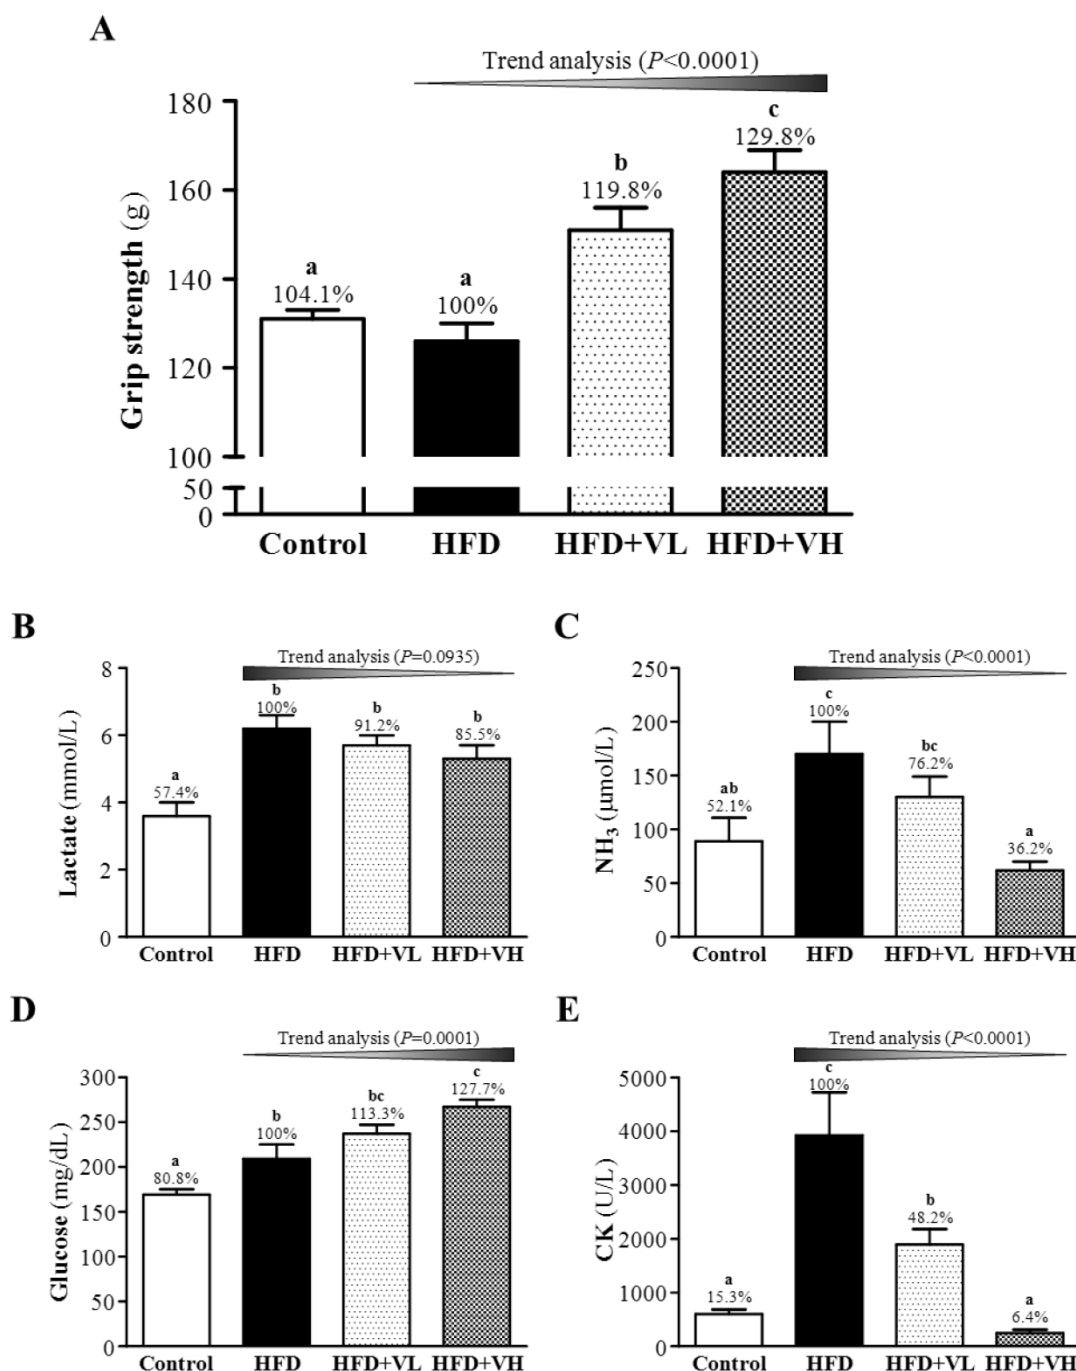 A
Trend analysis (P<0.0001)
Grip strength (g)
180
160
140
120
100
50
0
a
104.1%
a
100%
b
119.8%
c
129.8%
Control HFD HFD+VL HFD+VH
B
Trend analysis (P=0.0935)
Lactate (mmol/L)
8
6
4
2
0
a
57.4%
b
100%
b
91.2%
b
85.5%
Control HFD HFD+VL HFD+VH
C
Trend analysis (P<0.0001)
NH3 (μmol/L)
250
200
150
100
50
0
ab
52.1%
c
100%
bc
76.2%
a
36.2%
Control HFD HFD+VL HFD+VH
D
Trend analysis (P=0.0001)
Glucose (mg/dL)
300
250
200
150
100
50
0
a
80.8%
b
100%
bc
113.3%
c
127.7%
Control HFD HFD+VL HFD+VH
E
Trend analysis (P<0.0001)
CK (U/L)
5000
4000
3000
2000
1000
0
a
15.3%
c
100%
b
48.2%
a
6.4%
Control HFD HFD+VL HFD+VH